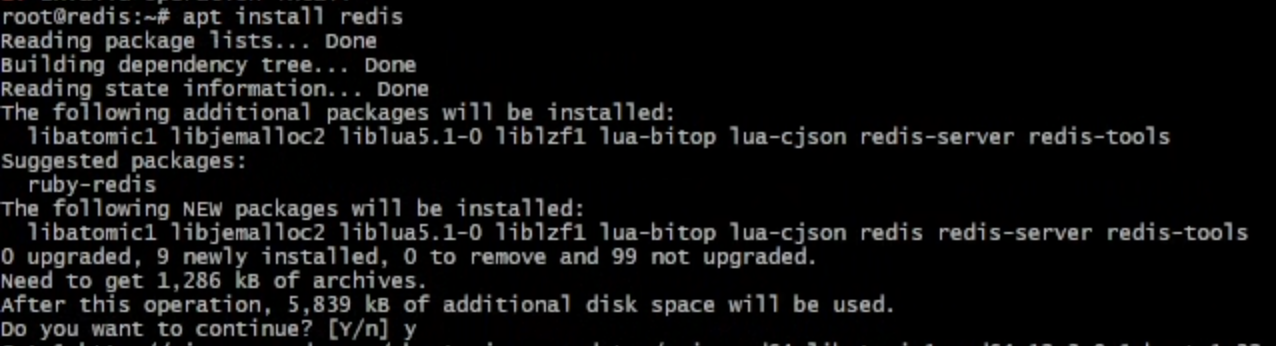 root@redis:~# apt install redis
Reading package lists... Done
Building dependency tree... Done
Reading state information... Done
The following additional packages will be installed:
  libatomic1 libjemalloc2 liblua5.1-0 liblzf1 lua-bitop lua-cjson redis-server redis-tools
Suggested packages:
  ruby-redis
The following NEW packages will be installed:
  libatomic1 libjemalloc2 liblua5.1-0 liblzf1 lua-bitop lua-cjson redis redis-server redis-tools
0 upgraded, 9 newly installed, 0 to remove and 99 not upgraded.
Need to get 1,286 kB of archives.
After this operation, 5,839 kB of additional disk space will be used.
Do you want to continue? [Y/n] y